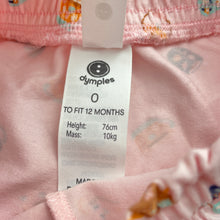 dymples
0
TO FIT 12 MONTHS
Height: 76cm
Mass: 10kg